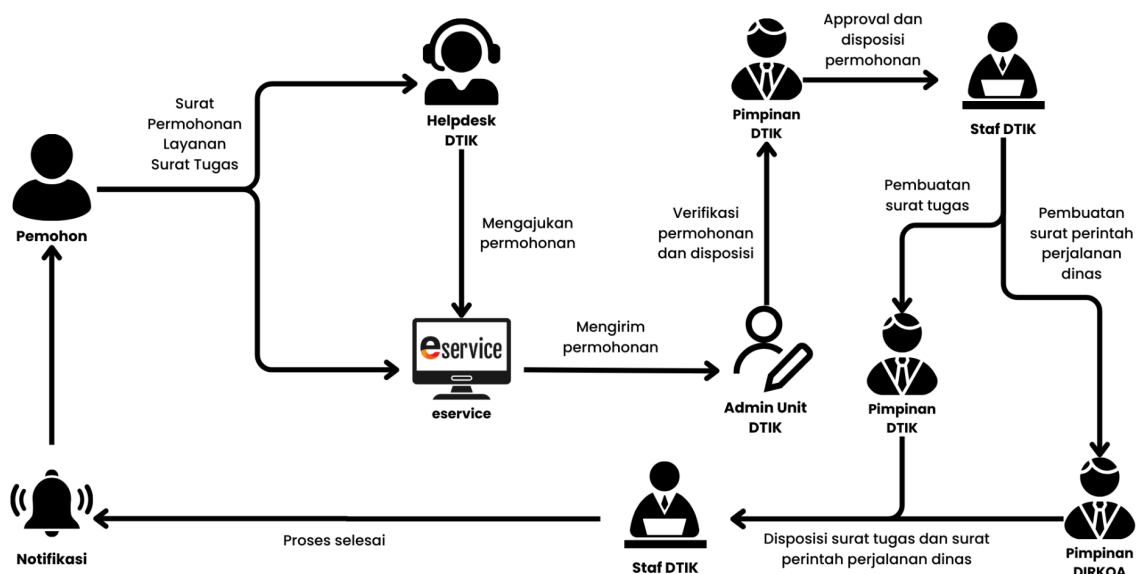 Surat
Permohonan
Layanan
Surat Tugas
Pemohon
Helpdesk
DTIK
Mengajukan
permohonan
eservice
eservice
Mengirim
permohonan
Admin Unit
DTIK
Verifikasi
permohonan
dan disposisi
Pimpinan
DTIK
Approval dan
disposisi
permohonan
Staf DTIK
Pembuatan
surat tugas
Pembuatan
surat perintah
perjalanan
dinas
Pimpinan
DTIK
Pimpinan
DIRKOA
Disposisi surat tugas dan surat
perintah perjalanan dinas
Staf DTIK
Proses selesai
Notifikasi